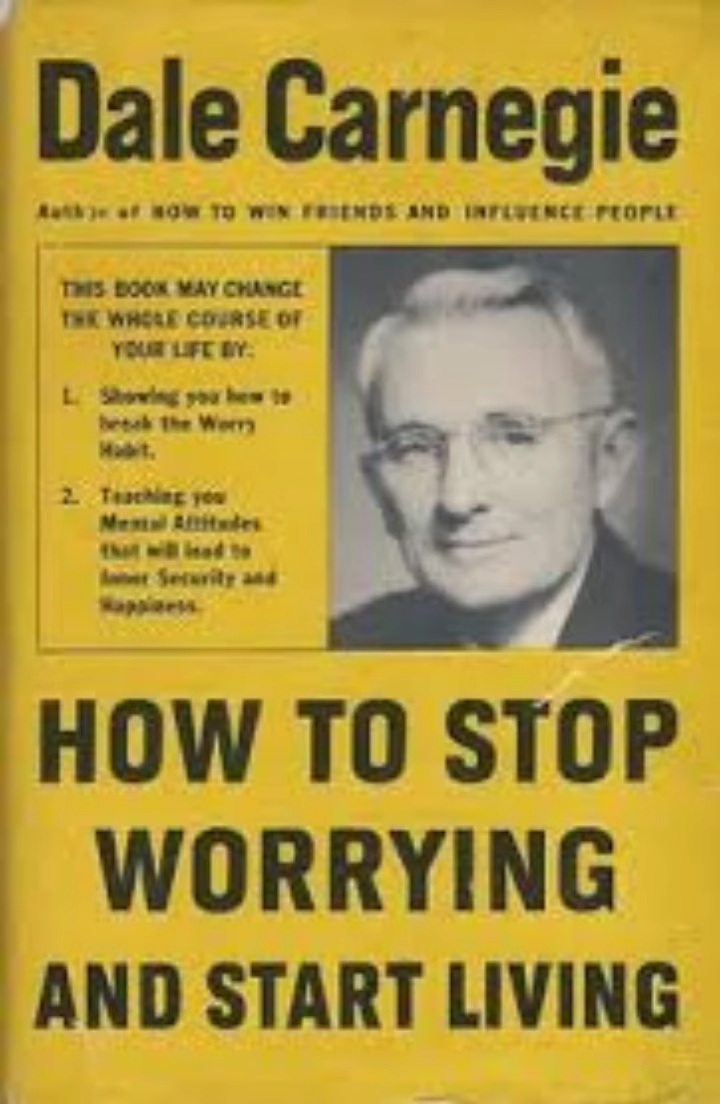 Dale Carnegie
Author of HOW TO WIN FRIENDS AND INFLUENCE PEOPLE
THIS BOOK MAY CHANGE
THE WHOLE COURSE OF
YOUR LIFE BY:
1. Showing you how to
break the Worry
Habit.
2. Teaching you
Mental Attitudes
that will lead to
Inner Security and
Happiness.
HOW TO STOP
WORRYING
AND START LIVING